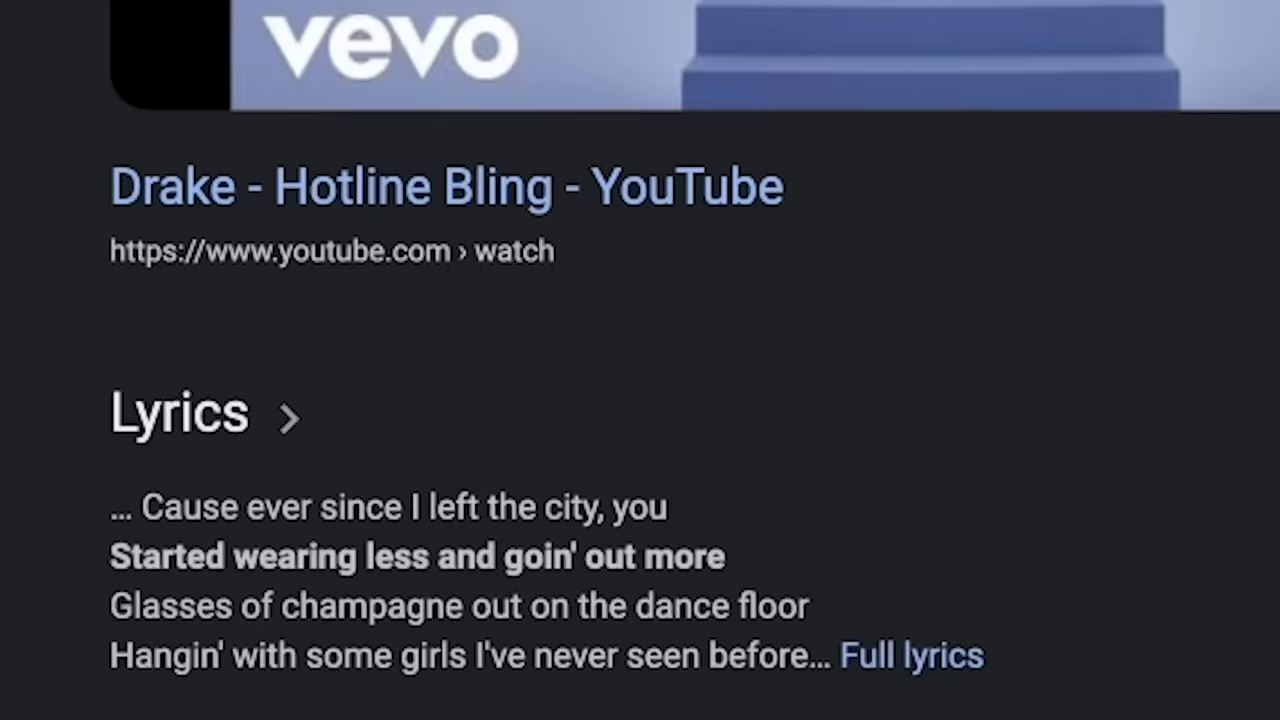 vevo
Drake - Hotline Bling - YouTube
https://www.youtube.com › watch
Lyrics >
... Cause ever since I left the city, you
Started wearing less and goin' out more
Glasses of champagne out on the dance floor
Hangin' with some girls I've never seen before... Full lyrics